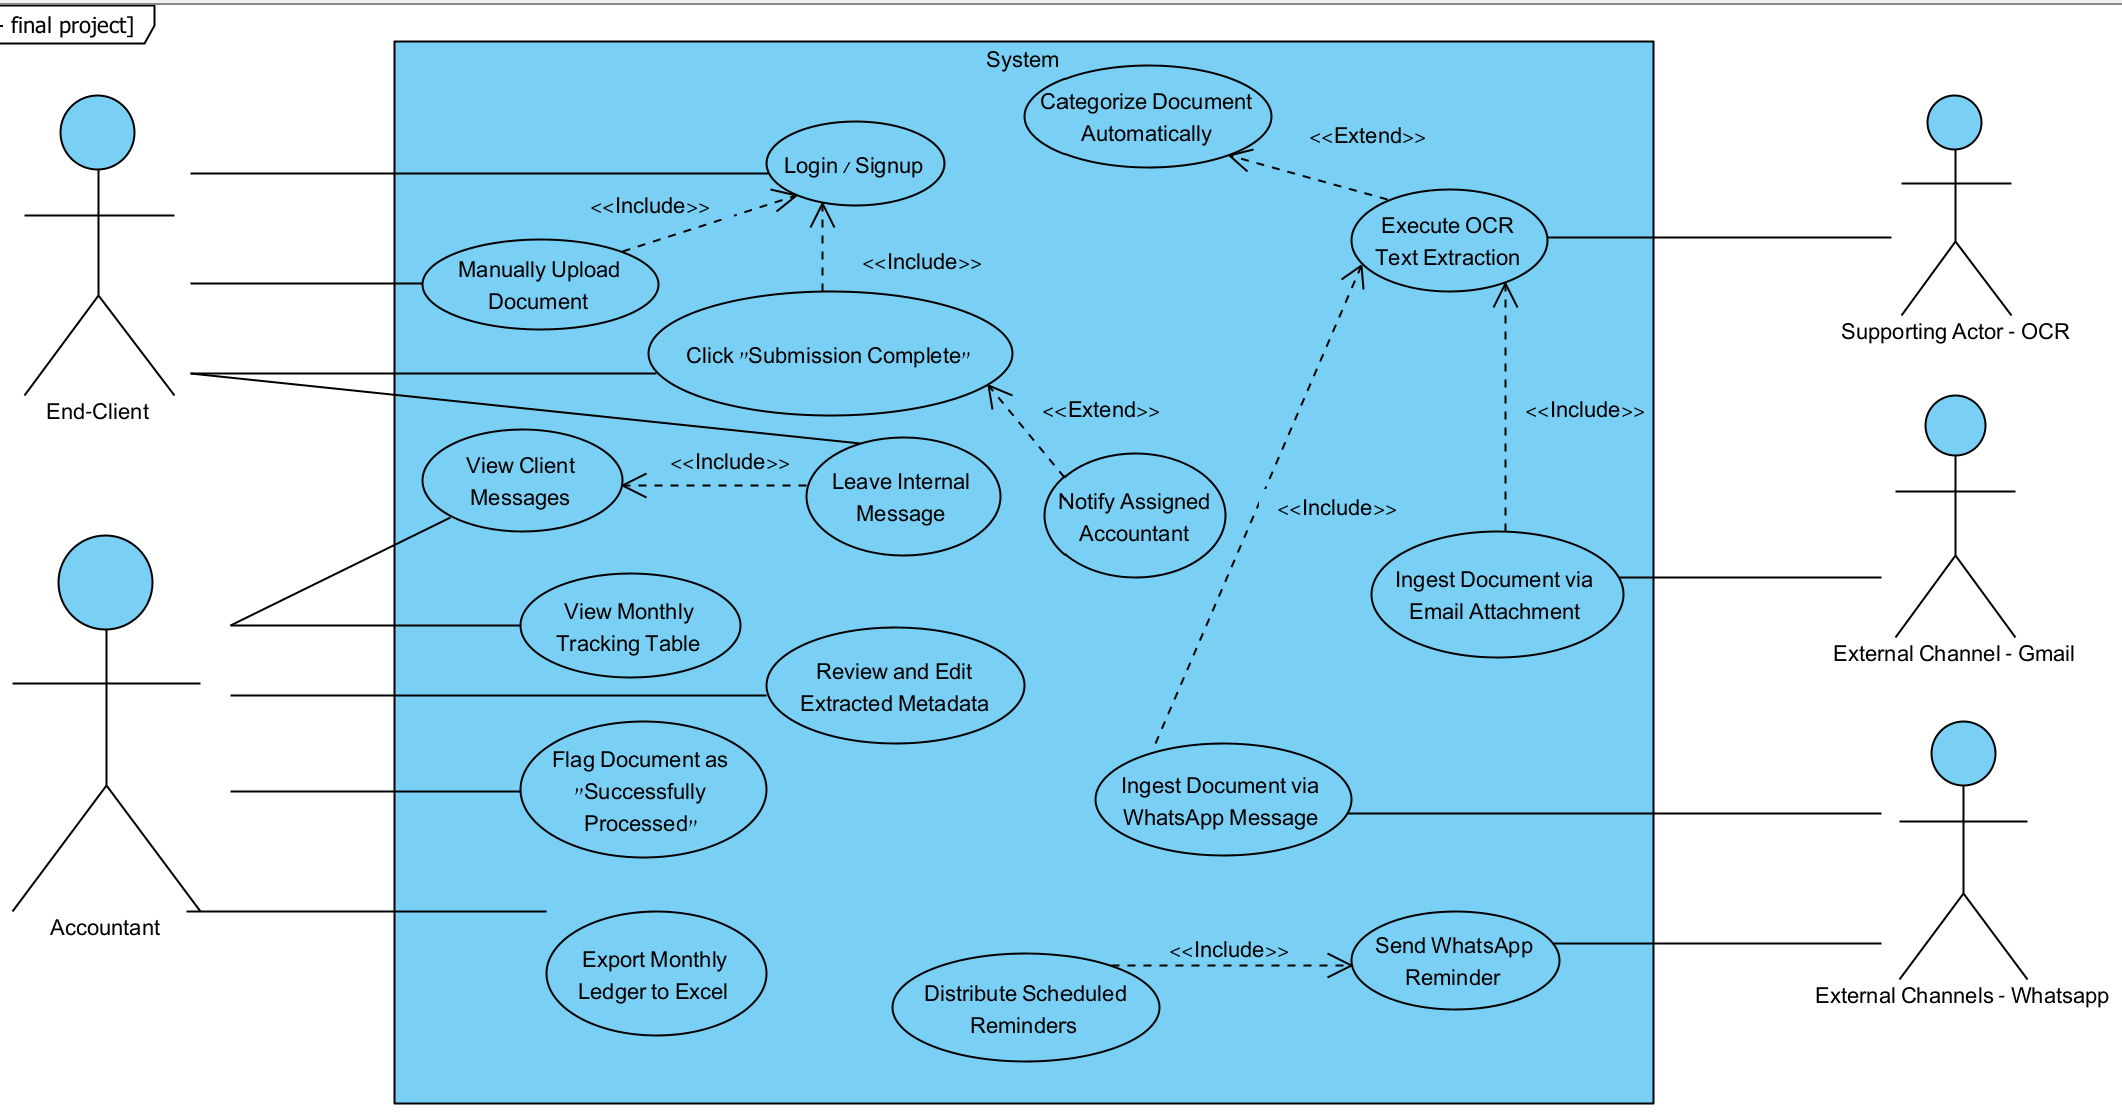 - final project]
System
Categorize Document
Automatically
<<Extend>>
Login / Signup
<<Include>>
Execute OCR
Text Extraction
Manually Upload
Document
<<Include>>
Supporting Actor - OCR
Click "Submission Complete"
End-Client
<<Extend>>
<<Include>>
View Client
Messages
<<Include>>
Leave Internal
Message
Notify Assigned
Accountant
<<Include>>
Ingest Document via
Email Attachment
External Channel - Gmail
View Monthly
Tracking Table
Review and Edit
Extracted Metadata
Flag Document as
"Successfully
Processed"
Ingest Document via
WhatsApp Message
Accountant
Export Monthly
Ledger to Excel
<<Include>>
Send WhatsApp
Reminder
Distribute Scheduled
Reminders
External Channels - Whatsapp